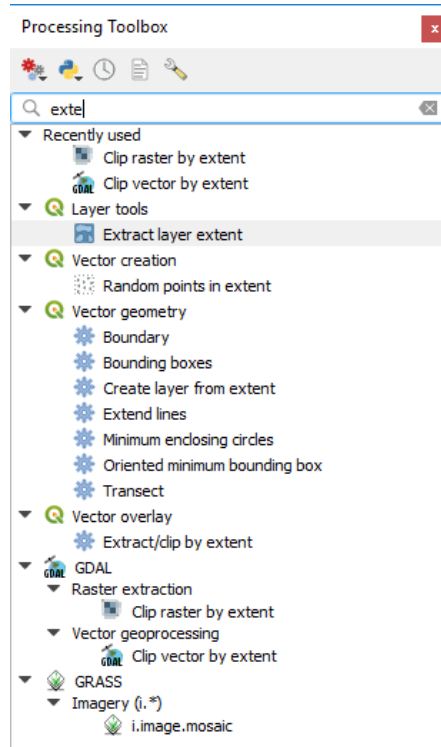 Processing Toolbox
x
exte
Recently used
Clip raster by extent
GDAL Clip vector by extent
Layer tools
Extract layer extent
Vector creation
Random points in extent
Vector geometry
Boundary
Bounding boxes
Create layer from extent
Extend lines
Minimum enclosing circles
Oriented minimum bounding box
Transect
Vector overlay
Extract/clip by extent
GDAL GDAL
Raster extraction
Clip raster by extent
Vector geoprocessing
GDAL Clip vector by extent
GRASS
Imagery (i.*)
i.image.mosaic